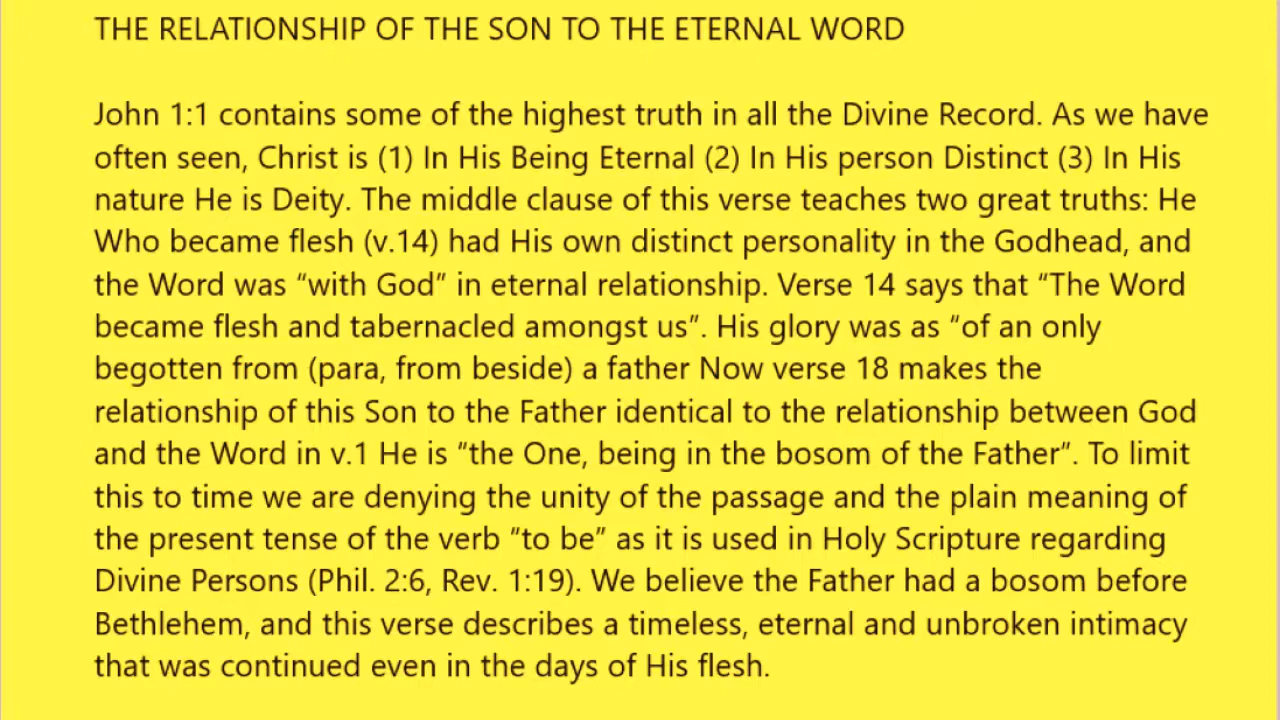 THE RELATIONSHIP OF THE SON TO THE ETERNAL WORD
John 1:1 contains some of the highest truth in all the Divine Record. As we have
often seen, Christ is (1) In His Being Eternal (2) In His person Distinct (3) In His
nature He is Deity. The middle clause of this verse teaches two great truths: He
Who became flesh (v.14) had His own distinct personality in the Godhead, and
the Word was “with God” in eternal relationship. Verse 14 says that “The Word
became flesh and tabernacled amongst us”. His glory was as “of an only
begotten from (para, from beside) a father Now verse 18 makes the
relationship of this Son to the Father identical to the relationship between God
and the Word in v.1 He is “the One, being in the bosom of the Father”. To limit
this to time we are denying the unity of the passage and the plain meaning of
the present tense of the verb “to be” as it is used in Holy Scripture regarding
Divine Persons (Phil. 2:6, Rev. 1:19). We believe the Father had a bosom before
Bethlehem, and this verse describes a timeless, eternal and unbroken intimacy
that was continued even in the days of His flesh.